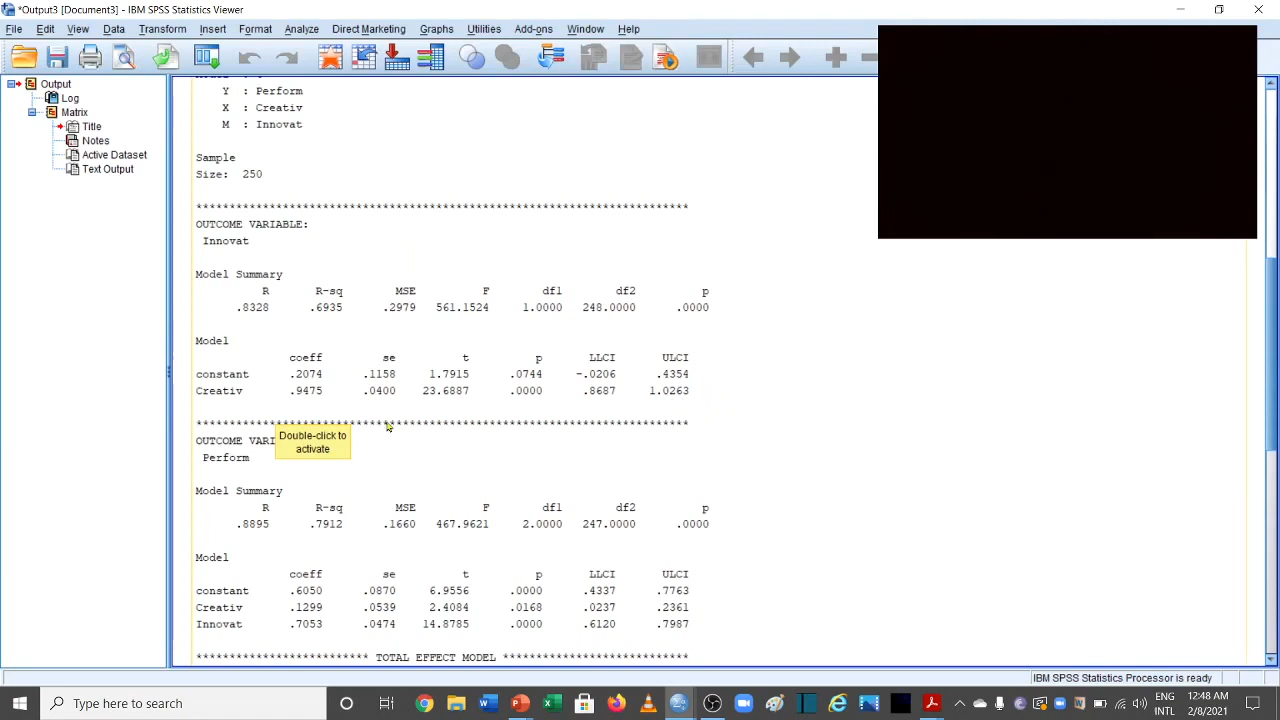 *Output3 [Document3] - IBM SPSS Statistics Viewer
File Edit View Data Transform Insert Format Analyze Direct Marketing Graphs Utilities Add-ons Window Help
Output
Log
Matrix
Title
Notes
Active Dataset
Text Output
Y : Perform
X : Creativ
M : Innovat
Sample
Size: 250
**************************************************************************
OUTCOME VARIABLE:
Innovat
Model Summary
R R-sq MSE F df1 df2 p
.8328 .6935 .2979 561.1524 1.0000 248.0000 .0000
Model
coeff se t p LLCI ULCI
constant .2074 .1158 1.7915 .0744 -.0206 .4354
Creativ .9475 .0400 23.6887 .0000 .8687 1.0263
**************************************************************************
OUTCOME VARI
Double-click to
activate
Perform
Model Summary
R R-sq MSE F df1 df2 p
.8895 .7912 .1660 467.9621 2.0000 247.0000 .0000
Model
coeff se t p LLCI ULCI
constant .6050 .0870 6.9556 .0000 .4337 .7763
Creativ .1299 .0539 2.4084 .0168 .0237 .2361
Innovat .7053 .0474 14.8785 .0000 .6120 .7987
************************** TOTAL EFFECT MODEL ****************************
IBM SPSS Statistics Processor is ready
Type here to search
ENG
INTL
12:48 AM
2/8/2021